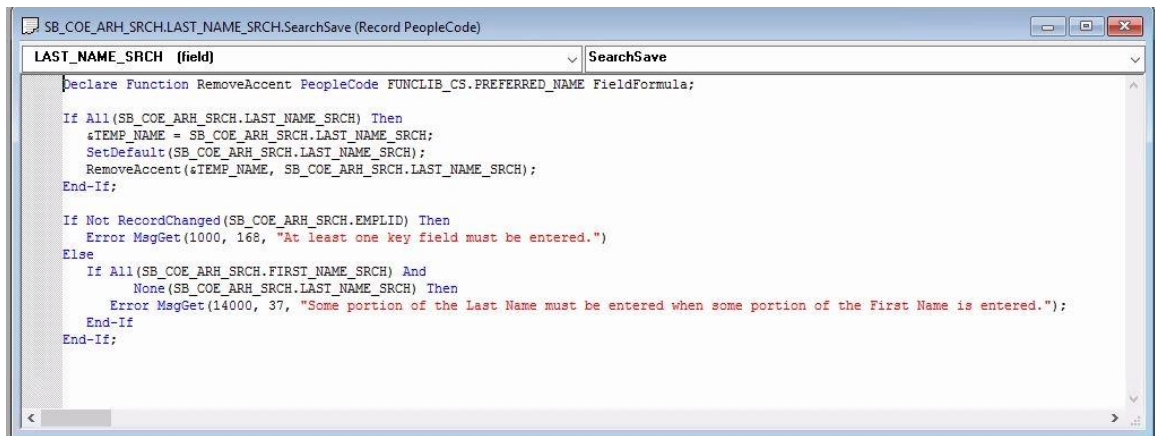 SB_COE_ARH_SRCH.LAST_NAME_SRCH.SearchSave (Record PeopleCode)
LAST_NAME_SRCH (field) SearchSave
Declare Function RemoveAccent PeopleCode FUNCLIB_CS.PREFERRED_NAME FieldFormula;
If All(SB_COE_ARH_SRCH.LAST_NAME_SRCH) Then
&TEMP_NAME = SB_COE_ARH_SRCH.LAST_NAME_SRCH;
SetDefault(SB_COE_ARH_SRCH.LAST_NAME_SRCH);
RemoveAccent(&TEMP_NAME, SB_COE_ARH_SRCH.LAST_NAME_SRCH);
End-If;
If Not RecordChanged(SB_COE_ARH_SRCH.EMPLID) Then
Error MsgGet(1000, 168, "At least one key field must be entered.")
Else
If All(SB_COE_ARH_SRCH.FIRST_NAME_SRCH) And
None(SB_COE_ARH_SRCH.LAST_NAME_SRCH) Then
Error MsgGet(14000, 37, "Some portion of the Last Name must be entered when some portion of the First Name is entered.");
End-If
End-If;